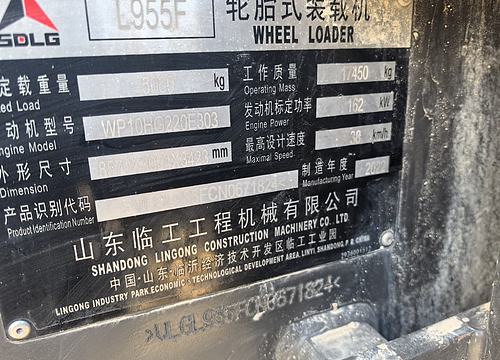 SDLG
L955F
轮胎式装载机
WHEEL LOADER
定载重量 kg
ed Load
工作质量 17450 kg
Operating Mass
动机型号 WP10HG220E303
ngine Model
发动机标定功率 162 kW
Engine Power
外形尺寸 mm
Dimension
最高设计速度 38 km/h
Maximal Speed
产品识别代码
Product Identification Number
制造年度
Manufacturing Year
山东临工工程机械有限公司
SHANDONG LINGONG CONSTRUCTION MACHINERY CO., LTD.
中国·山东·临沂经济技术开发区临工工业园
LINGONG INDUSTRY PARK.ECONOMIC、TECHNOLOGICAL DEVELOPMENT AREA, LINYI, SHANDONG, P. R. CHINA